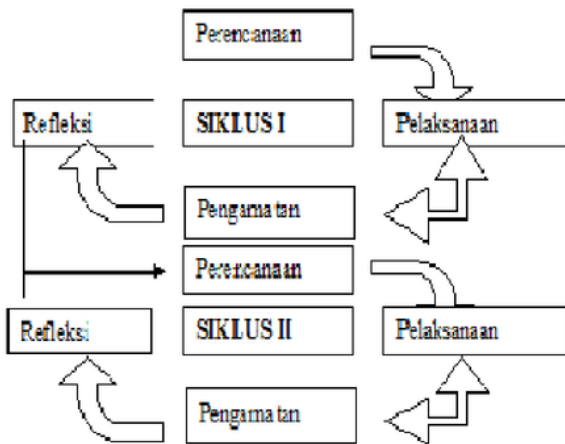 Perencanaan
Refleksi
SIKLUS I
Pelaksanaan
Pengamatan
Perencanaan
Refleksi
SIKLUS II
Pelaksanaan
Pengamatan